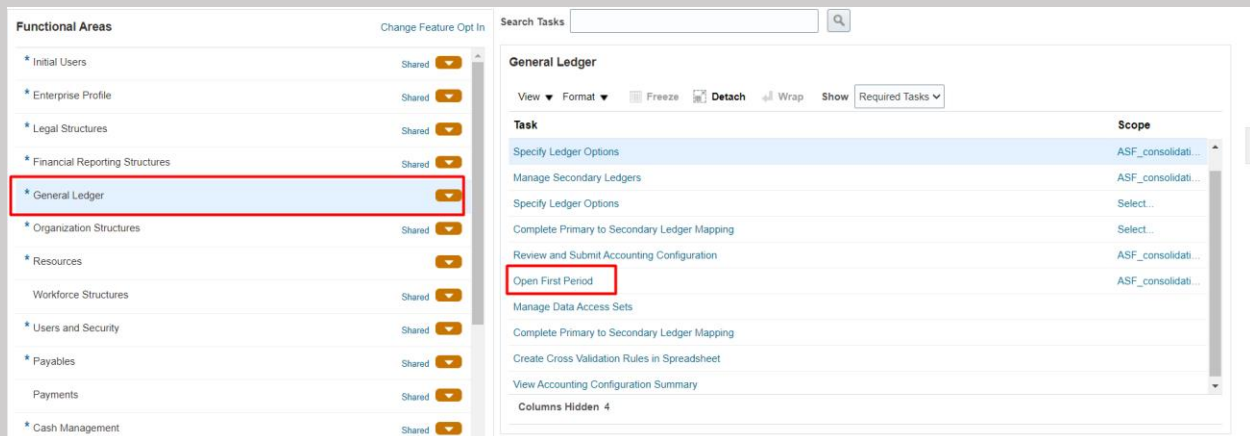 Functional Areas
Change Feature Opt In
* Initial Users Shared
* Enterprise Profile Shared
* Legal Structures Shared
* Financial Reporting Structures Shared
* General Ledger
* Organization Structures Shared
* Resources
Workforce Structures Shared
* Users and Security Shared
* Payables Shared
Payments Shared
* Cash Management Shared
Search Tasks
General Ledger
View Format Freeze Detach Wrap Show Required Tasks
Task Scope
Specify Ledger Options ASF_consolidati...
Manage Secondary Ledgers ASF_consolidati...
Specify Ledger Options Select...
Complete Primary to Secondary Ledger Mapping Select...
Review and Submit Accounting Configuration ASF_consolidati...
Open First Period ASF_consolidati...
Manage Data Access Sets
Complete Primary to Secondary Ledger Mapping
Create Cross Validation Rules in Spreadsheet
View Accounting Configuration Summary
Columns Hidden 4